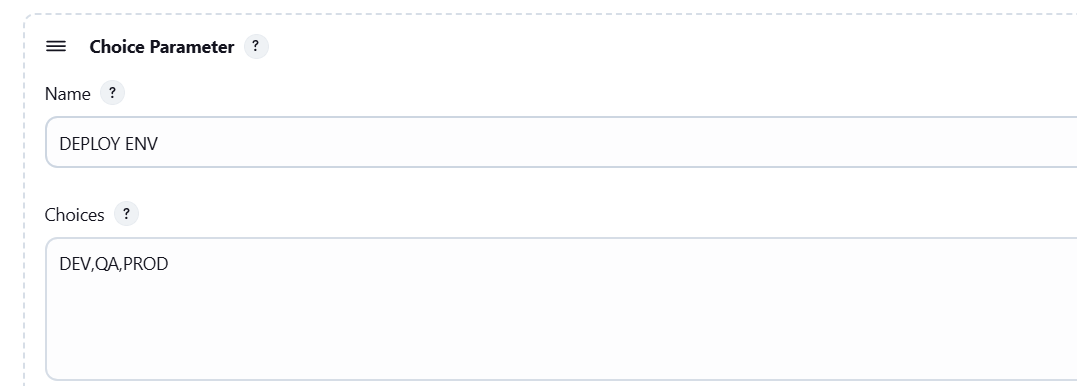 Choice Parameter ?
Name ?
DEPLOY ENV
Choices ?
DEV,QA,PROD